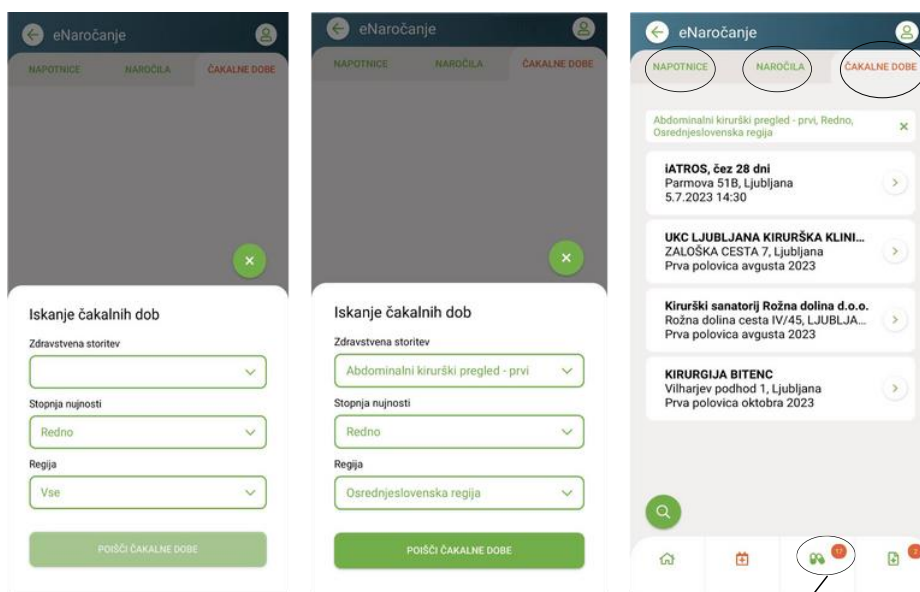 eNaročanje
NAPOTNICE NAROČILA ČAKALNE DOBE
Iskanje čakalnih dob
Zdravstvena storitev
Stopnja nujnosti
Redno
Regija
Vse
POIŠČI ČAKALNE DOBE
eNaročanje
NAPOTNICE NAROČILA ČAKALNE DOBE
Iskanje čakalnih dob
Zdravstvena storitev
Abdominalni kirurški pregled - prvi
Stopnja nujnosti
Redno
Regija
Osrednjeslovenska regija
POIŠČI ČAKALNE DOBE
eNaročanje
NAPOTNICE NAROČILA ČAKALNE DOBE
Abdominalni kirurški pregled - prvi, Redno,
Osrednjeslovenska regija
iATROS, čez 28 dni
Parmova 51B, Ljubljana
5.7.2023 14:30
UKC LJUBLJANA KIRURŠKA KLINI...
ZALOŠKA CESTA 7, Ljubljana
Prva polovica avgusta 2023
Kirurški sanatorij Rožna dolina d.o.o.
Rožna dolina cesta IV/45, LJUBLJA...
Prva polovica avgusta 2023
KIRURGIJA BITENC
Vilharjev podhod 1, Ljubljana
Prva polovica oktobra 2023
17 2